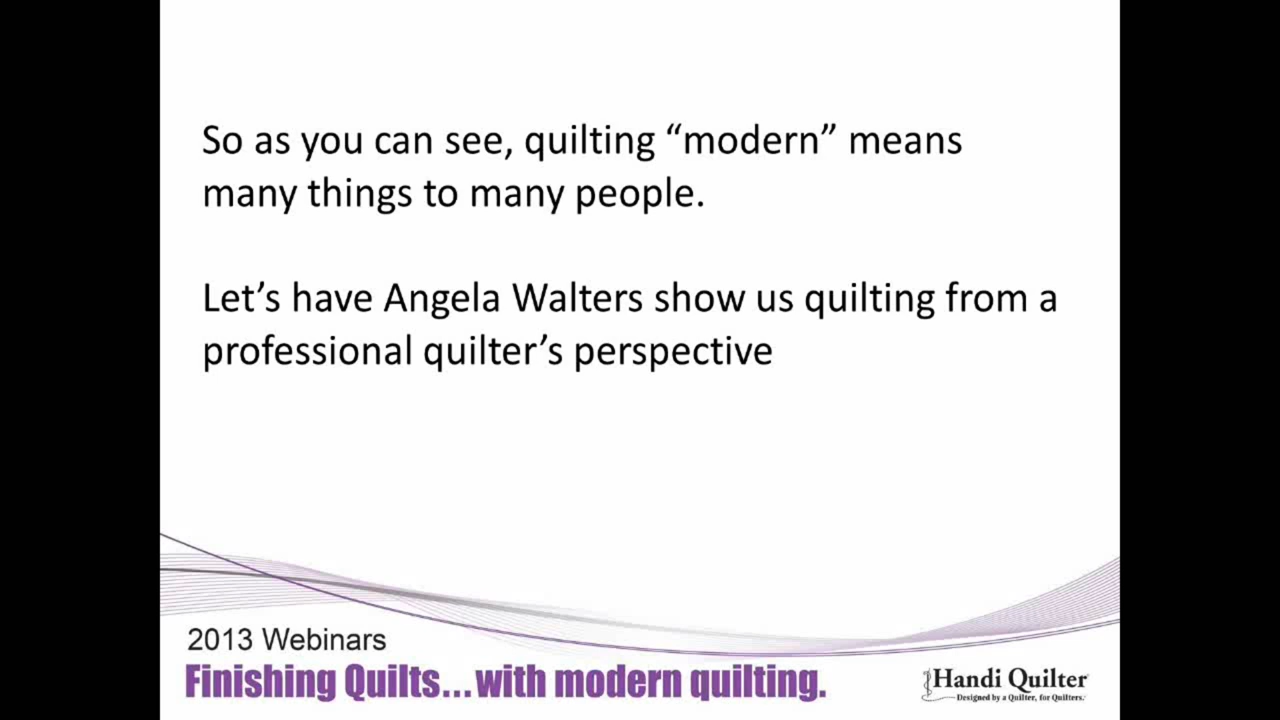 So as you can see, quilting “modern” means
many things to many people.
Let’s have Angela Walters show us quilting from a
professional quilter’s perspective
2013 Webinars
Finishing Quilts...with modern quilting.
Handi Quilter
Designed by a Quilter, for Quilters.